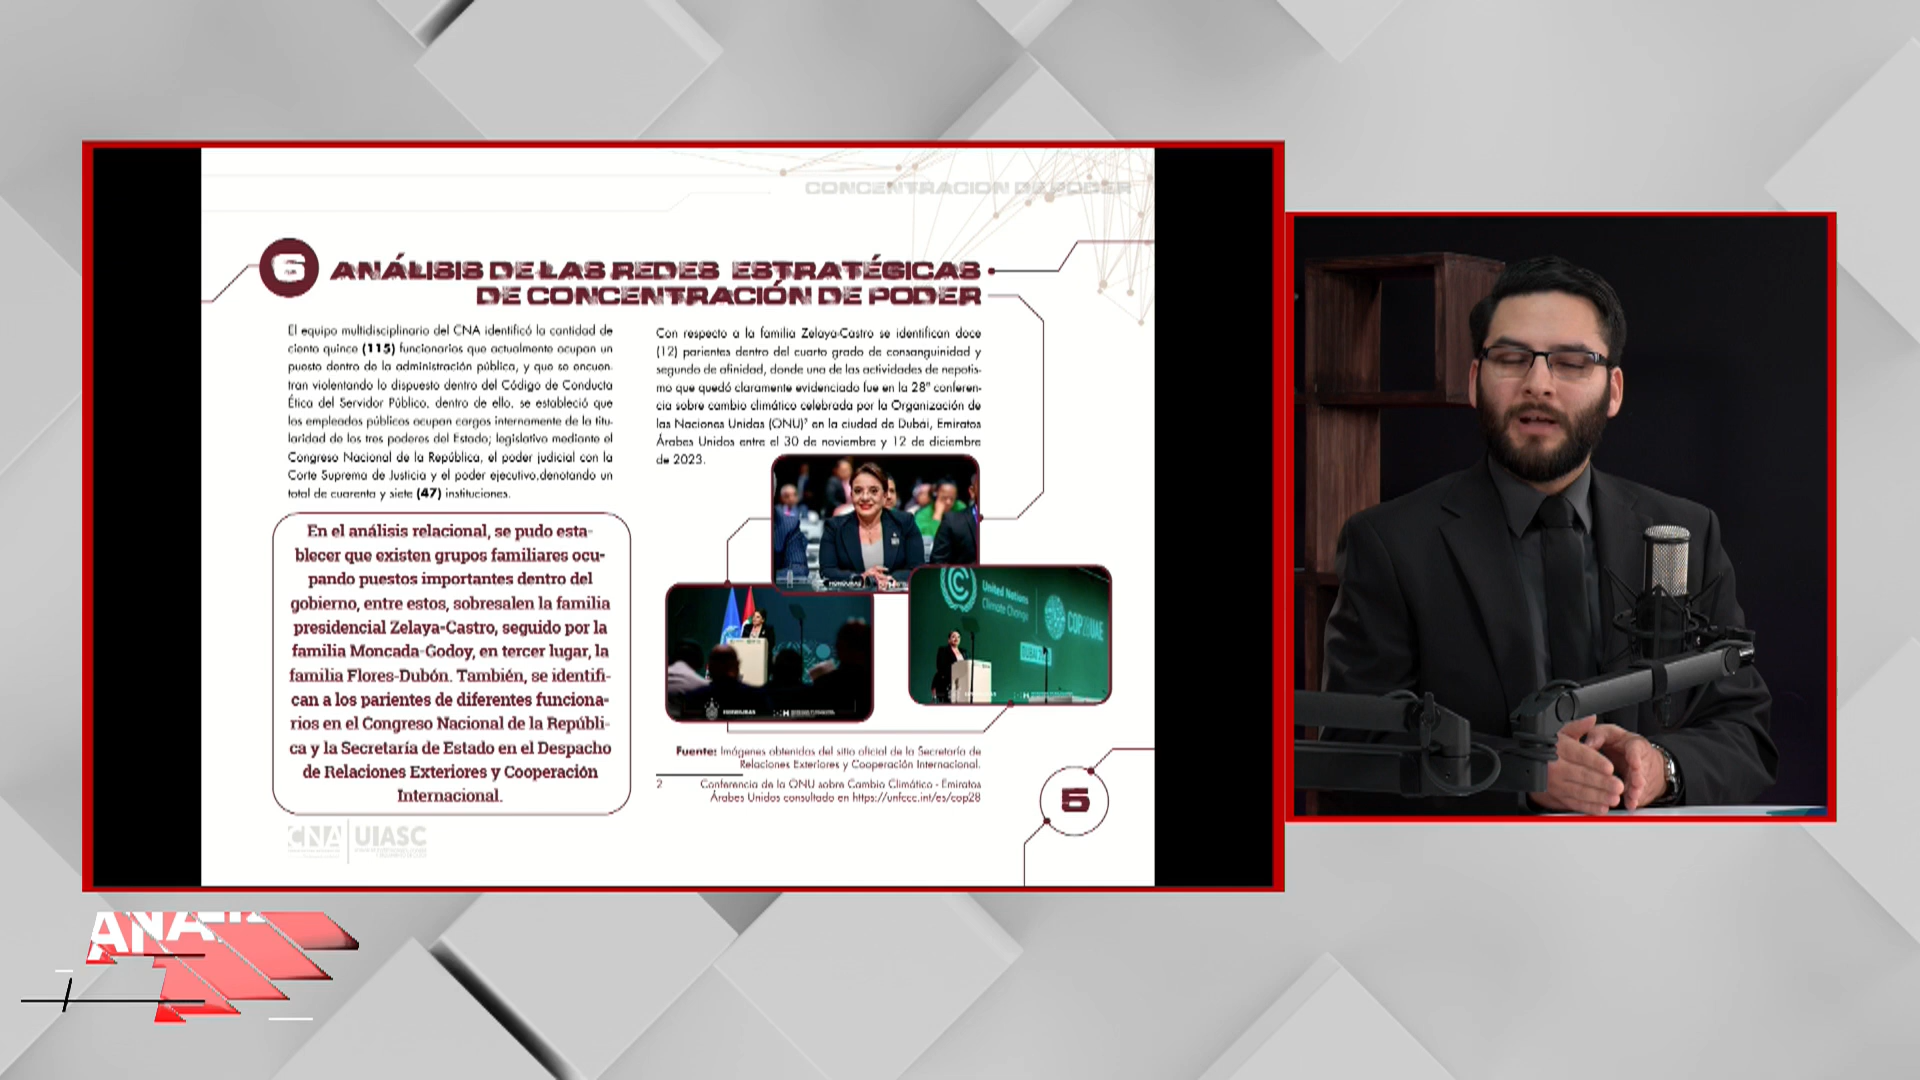 CONCENTRACION DE PODER
6
ANÁLISIS DE LAS REDES ESTRATÉGICAS
DE CONCENTRACIÓN DE PODER
El equipo multidisciplinario del CNA identificó la cantidad de
ciento quince (115) funcionarios que actualmente ocupan un
puesto dentro de la administración pública, y que se encuen-
tran violentando lo dispuesto dentro del Código de Conducta
Ética del Servidor Público, dentro de ello, se estableció que
los empleados públicos ocupan cargos internamente de la titu-
laridad de los tres poderes del Estado; legislativo mediante el
Congreso Nacional de la República, el poder judicial con la
Corte Suprema de Justicia y el poder ejecutivo,denotando un
total de cuarenta y siete (47) instituciones.
En el análisis relacional, se pudo esta-
blecer que existen grupos familiares ocu-
pando puestos importantes dentro del
gobierno, entre estos, sobresalen la familia
presidencial Zelaya-Castro, seguido por la
familia Moncada-Godoy, en tercer lugar, la
familia Flores-Dubón. También, se identifi-
can a los parientes de diferentes funciona-
rios en el Congreso Nacional de la Repúbli-
ca y la Secretaría de Estado en el Despacho
de Relaciones Exteriores y Cooperación
Internacional.
CNA UIASC
Con respecto a la familia Zelaya-Castro se identifican doce
(12) parientes dentro del cuarto grado de consanguinidad y
segundo de afinidad, donde una de las actividades de nepotis-
mo que quedó claramente evidenciado fue en la 28° conferen-
cia sobre cambio climático celebrada por la Organización de
las Naciones Unidas (ONU)² en la ciudad de Dubái, Emiratos
Árabes Unidos entre el 30 de noviembre y 12 de diciembre
de 2023.
HONDURAS
HONDURAS
United Nations
Climate Change
COP28UAE
Fuente: Imágenes obtenidas del sitio oficial de la Secretaría de
Relaciones Exteriores y Cooperación Internacional.
2 Conferencia de la ONU sobre Cambio Climático - Emiratos
Árabes Unidos consultado en https://unfccc.int/es/cop28
5